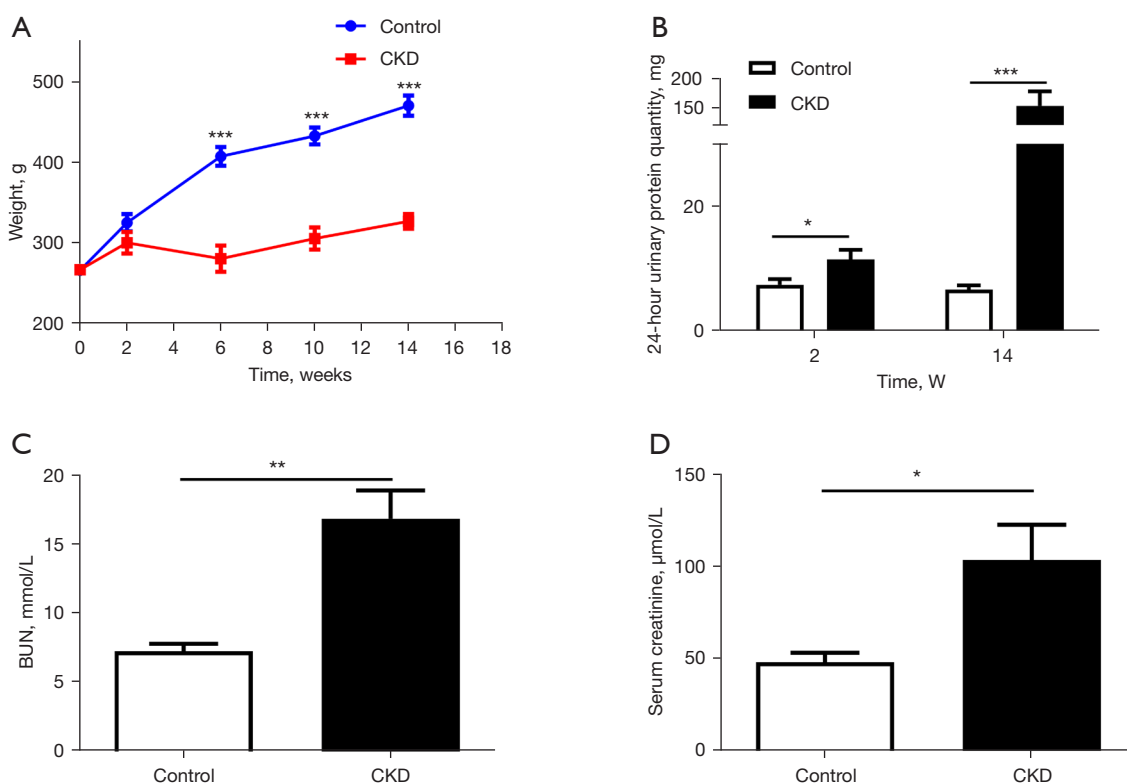 A
Control
CKD
Weight, g
500
400
300
200
***
***
***
0 2 4 6 8 10 12 14 16 18
Time, weeks
B
Control
CKD
24-hour urinary protein quantity, mg
200
150
20
0
*
***
2 14
Time, W
C
BUN, mmol/L
20
15
10
5
0
**
Control CKD
D
Serum creatinine, μmol/L
150
100
50
0
*
Control CKD